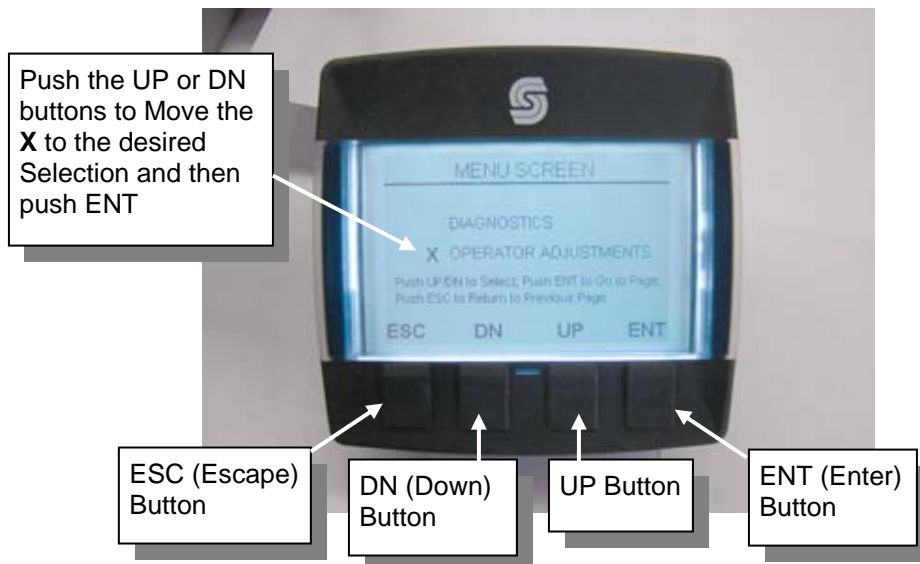 Push the UP or DN
buttons to Move the
X to the desired
Selection and then
push ENT
MENU SCREEN
DIAGNOSTICS
X OPERATOR ADJUSTMENTS
Push UP/DN to Select, Push ENT to Go to Page,
Push ESC to Return to Previous Page
ESC DN UP ENT
ESC (Escape)
Button
DN (Down)
Button
UP Button
ENT (Enter)
Button